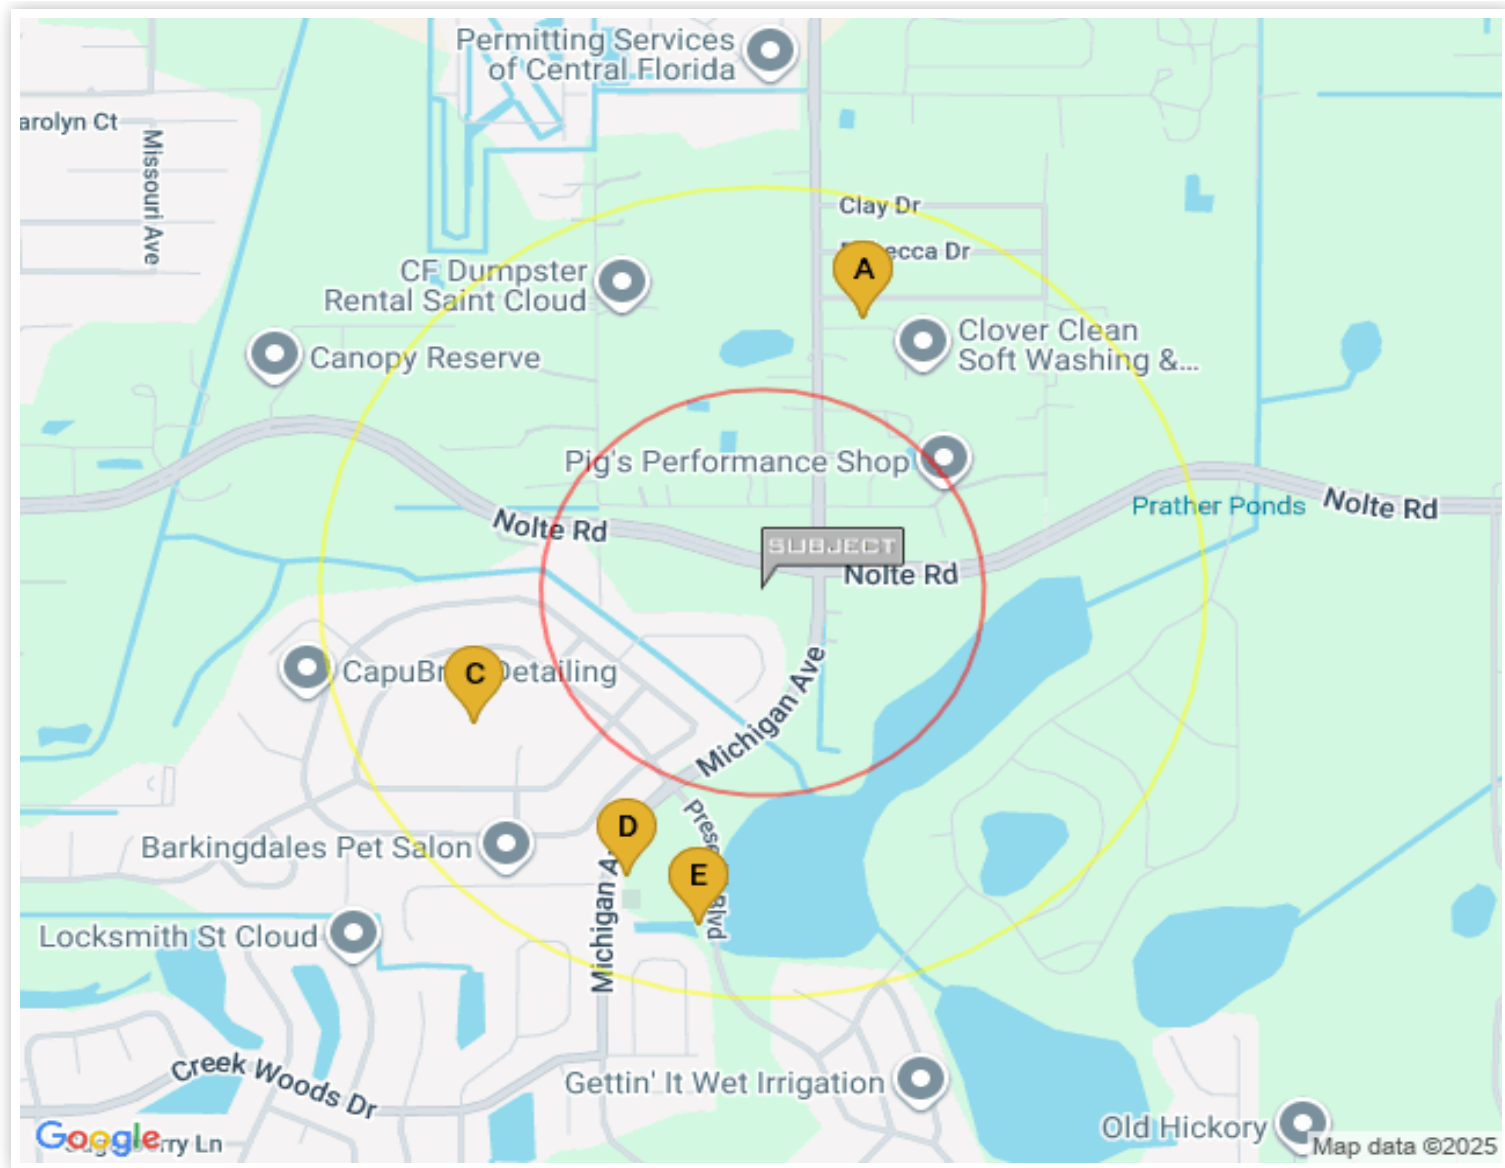 Permitting Services
of Central Florida
arolyn Ct
Missouri Ave
Clay Dr
ecca Dr
A
CF Dumpster
Rental Saint Cloud
Clover Clean
Soft Washing &...
Canopy Reserve
Pig's Performance Shop
Nolte Rd
Prather Ponds
Nolte Rd
SUBJECT
Nolte Rd
CapuBr Detailing
C
Michigan Ave
D
Prese
Blvd
E
Barkingdales Pet Salon
Michigan A
Locksmith St Cloud
Creek Woods Dr
Gettin' It Wet Irrigation
Old Hickory
Google
rry Ln
Map data ©2025